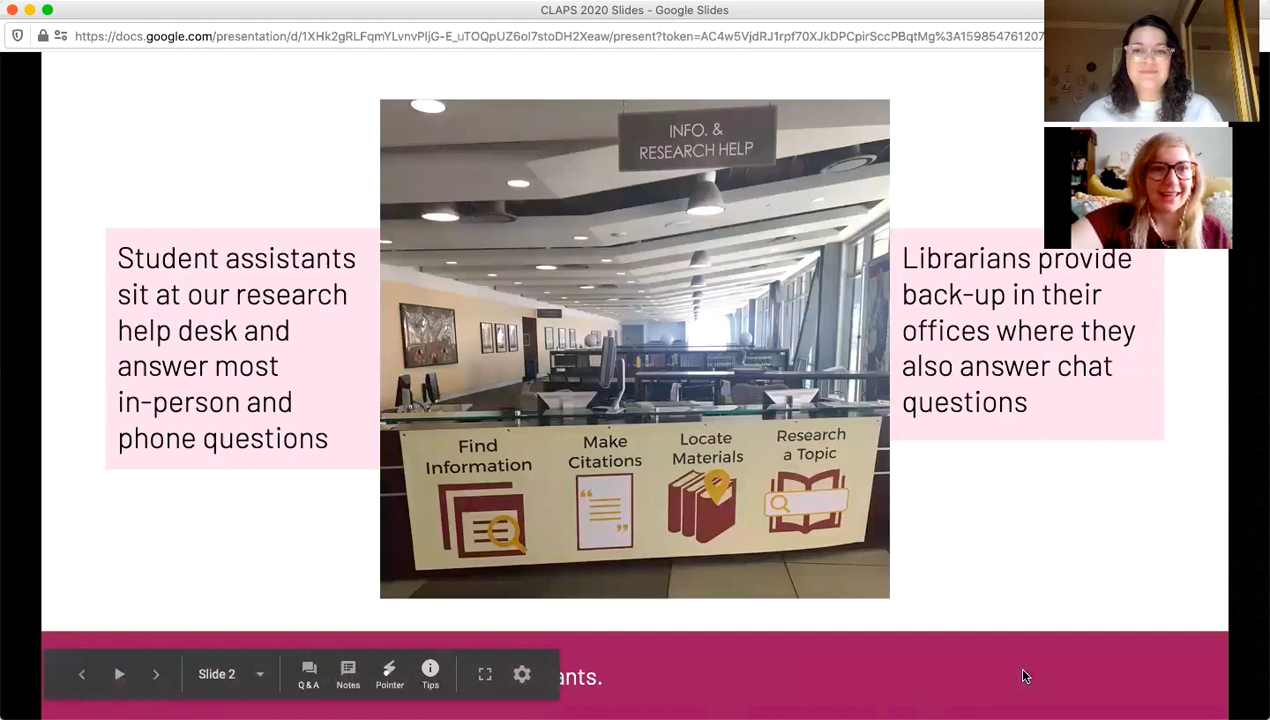 CLAPS 2020 Slides - Google Slides
https://docs.google.com/presentation/d/1XHk2gRLFqmYLvnvPljG-E_uTOQpUZ6ol7stoDH2Xeaw/present?token=AC4w5VjdRJ1rpf70XJkDPCpirSccPBqtMg%3A159854761207
INFO. &
RESEARCH HELP
Student assistants
sit at our research
help desk and
answer most
in-person and
phone questions
Librarians provide
back-up in their
offices where they
also answer chat
questions
Find
Information
Make
Citations
Locate
Materials
Research
a Topic
Slide 2
Q & A
Notes
Pointer
Tips
ants.